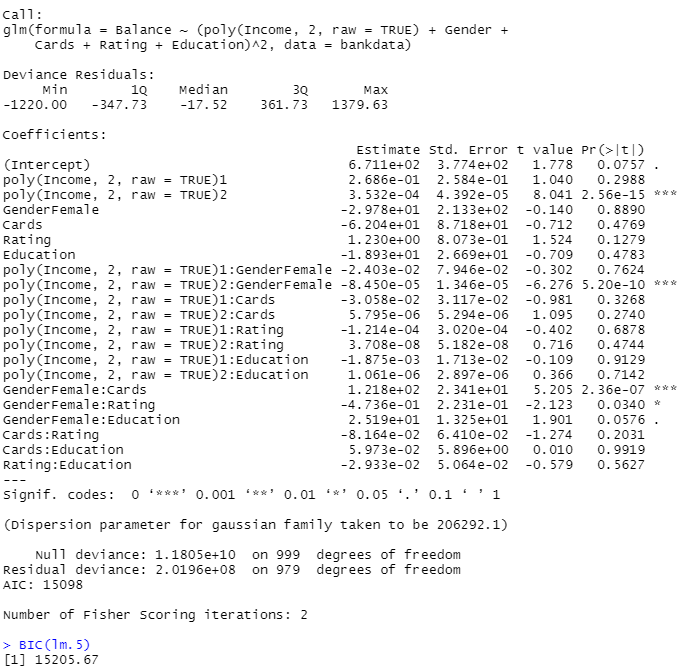 Call:
glm(formula = Balance ~ (poly(Income, 2, raw = TRUE) + Gender +
    Cards + Rating + Education)^2, data = bankdata)

Deviance Residuals:
     Min       1Q   Median       3Q      Max
-1220.00  -347.73   -17.52   361.73  1379.63

Coefficients:
                                          Estimate Std. Error t value Pr(>|t|)
(Intercept)                              6.711e+02  3.774e+02   1.778   0.0757 .
poly(Income, 2, raw = TRUE)1             2.686e-01  2.584e-01   1.040   0.2988
poly(Income, 2, raw = TRUE)2             3.532e-04  4.392e-05   8.041 2.56e-15 ***
GenderFemale                            -2.978e+01  2.133e+02  -0.140   0.8890
Cards                                   -6.204e+01  8.718e+01  -0.712   0.4769
Rating                                   1.230e+00  8.073e-01   1.524   0.1279
Education                               -1.893e+01  2.669e+01  -0.709   0.4783
poly(Income, 2, raw = TRUE)1:GenderFemale -2.403e-02  7.946e-02  -0.302   0.7624
poly(Income, 2, raw = TRUE)2:GenderFemale -8.450e-05  1.346e-05  -6.276 5.20e-10 ***
poly(Income, 2, raw = TRUE)1:Cards      -3.058e-02  3.117e-02  -0.981   0.3268
poly(Income, 2, raw = TRUE)2:Cards       5.795e-06  5.294e-06   1.095   0.2740
poly(Income, 2, raw = TRUE)1:Rating     -1.214e-04  3.020e-04  -0.402   0.6878
poly(Income, 2, raw = TRUE)2:Rating      3.708e-08  5.182e-08   0.716   0.4744
poly(Income, 2, raw = TRUE)1:Education  -1.875e-03  1.713e-02  -0.109   0.9129
poly(Income, 2, raw = TRUE)2:Education   1.061e-06  2.897e-06   0.366   0.7142
GenderFemale:Cards                       1.218e+02  2.341e+01   5.205 2.36e-07 ***
GenderFemale:Rating                     -4.736e-01  2.231e-01  -2.123   0.0340 *
GenderFemale:Education                   2.519e+01  1.325e+01   1.901   0.0576 .
Cards:Rating                            -8.164e-02  6.410e-02  -1.274   0.2031
Cards:Education                          5.973e-02  5.896e+00   0.010   0.9919
Rating:Education                        -2.933e-02  5.064e-02  -0.579   0.5627
---
Signif. codes:  0 ‘***’ 0.001 ‘**’ 0.01 ‘*’ 0.05 ‘.’ 0.1 ‘ ’ 1

(Dispersion parameter for gaussian family taken to be 206292.1)

    Null deviance: 1.1805e+10  on 999  degrees of freedom
Residual deviance: 2.0196e+08  on 979  degrees of freedom
AIC: 15098

Number of Fisher Scoring iterations: 2

> BIC(lm.5)
[1] 15205.67